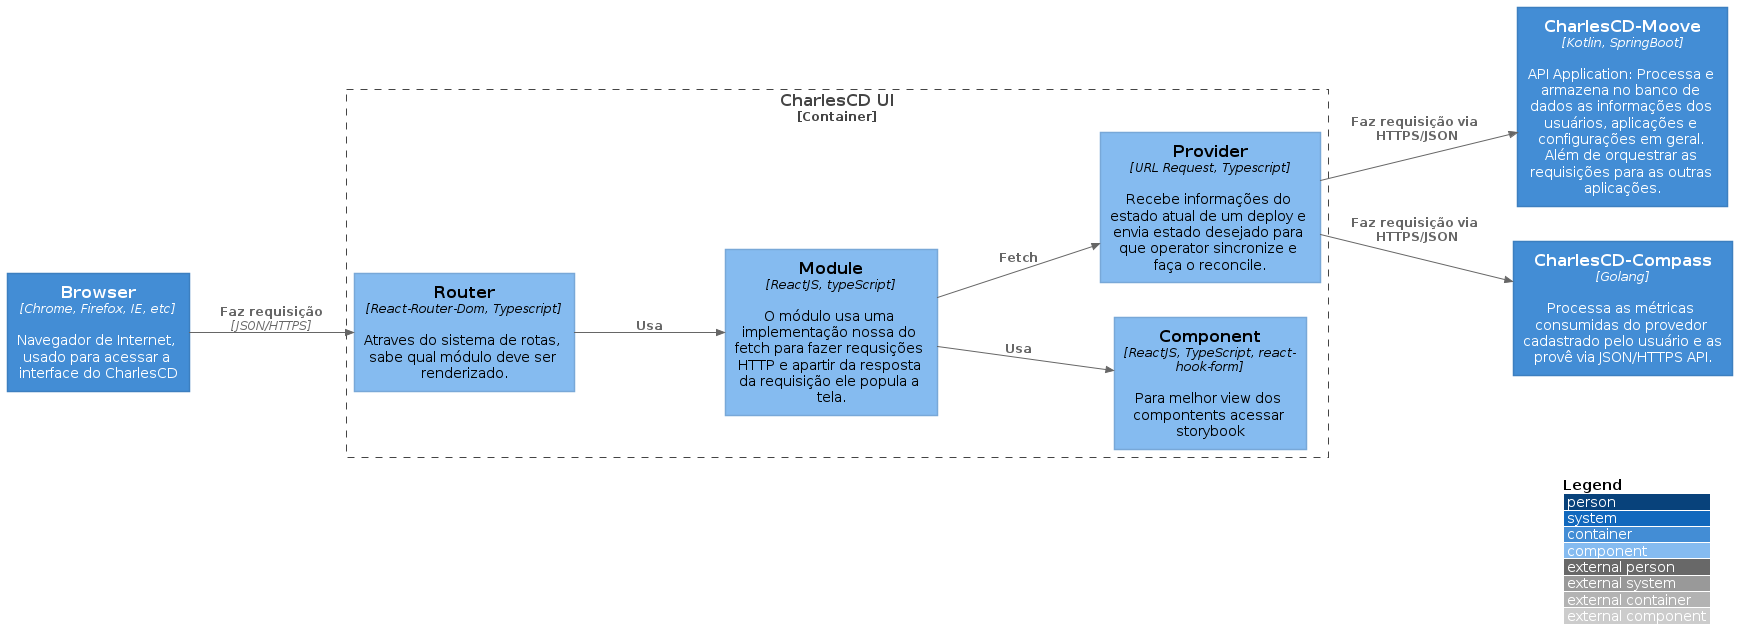 Browser
[Chrome, Firefox, IE, etc]
Navegador de Internet,
usado para acessar a
interface do CharlesCD
Faz requisição
[JSON/HTTPS]
CharlesCD UI
[Container]
Router
[React-Router-Dom, Typescript]
Atraves do sistema de rotas,
sabe qual módulo deve ser
renderizado.
Usa
Module
[ReactJS, typeScript]
O módulo usa uma
implementação nossa do
fetch para fazer requsições
HTTP e apartir da resposta
da requisição ele popula a
tela.
Fetch
Usa
Provider
[URL Request, Typescript]
Recebe informações do
estado atual de um deploy e
envia estado desejado para
que operator sincronize e
faça o reconcile.
Component
[ReactJS, TypeScript, react-
hook-form]
Para melhor view dos
compontents acessar
storybook
Faz requisição via
HTTPS/JSON
Faz requisição via
HTTPS/JSON
CharlesCD-Moove
[Kotlin, SpringBoot]
API Application: Processa e
armazena no banco de
dados as informações dos
usuários, aplicações e
configurações em geral.
Além de orquestrar as
requisições para as outras
aplicações.
CharlesCD-Compass
[Golang]
Processa as métricas
consumidas do provedor
cadastrado pelo usuário e as
provê via JSON/HTTPS API.
Legend
person
system
container
component
external person
external system
external container
external component